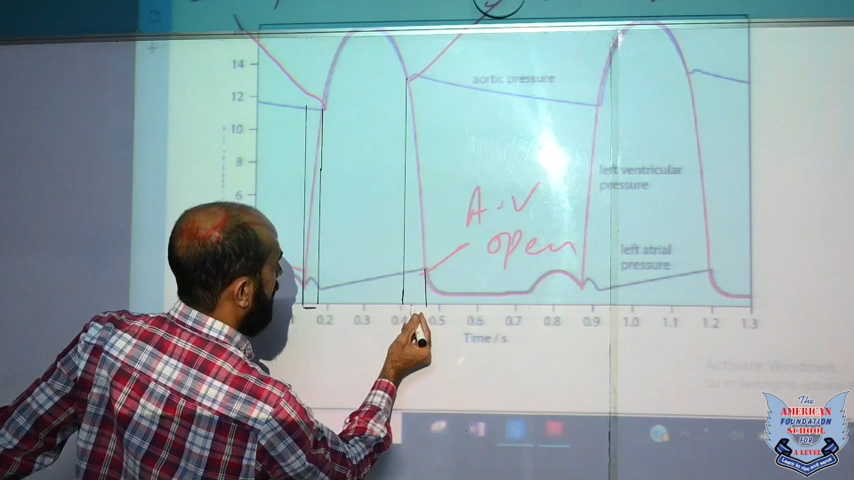 14
aortic pressure
12
10
8
left ventricular
pressure
6
A.V
open
left atrial
pressure
0.2 0.3 0.4 0.5 0.6 0.7 0.8 0.9 1.0 1.1 1.2 1.3
Time / s
Activate Windows
The
AMERICAN
FOUNDATION
SCHOOL
FOR
A LEVEL